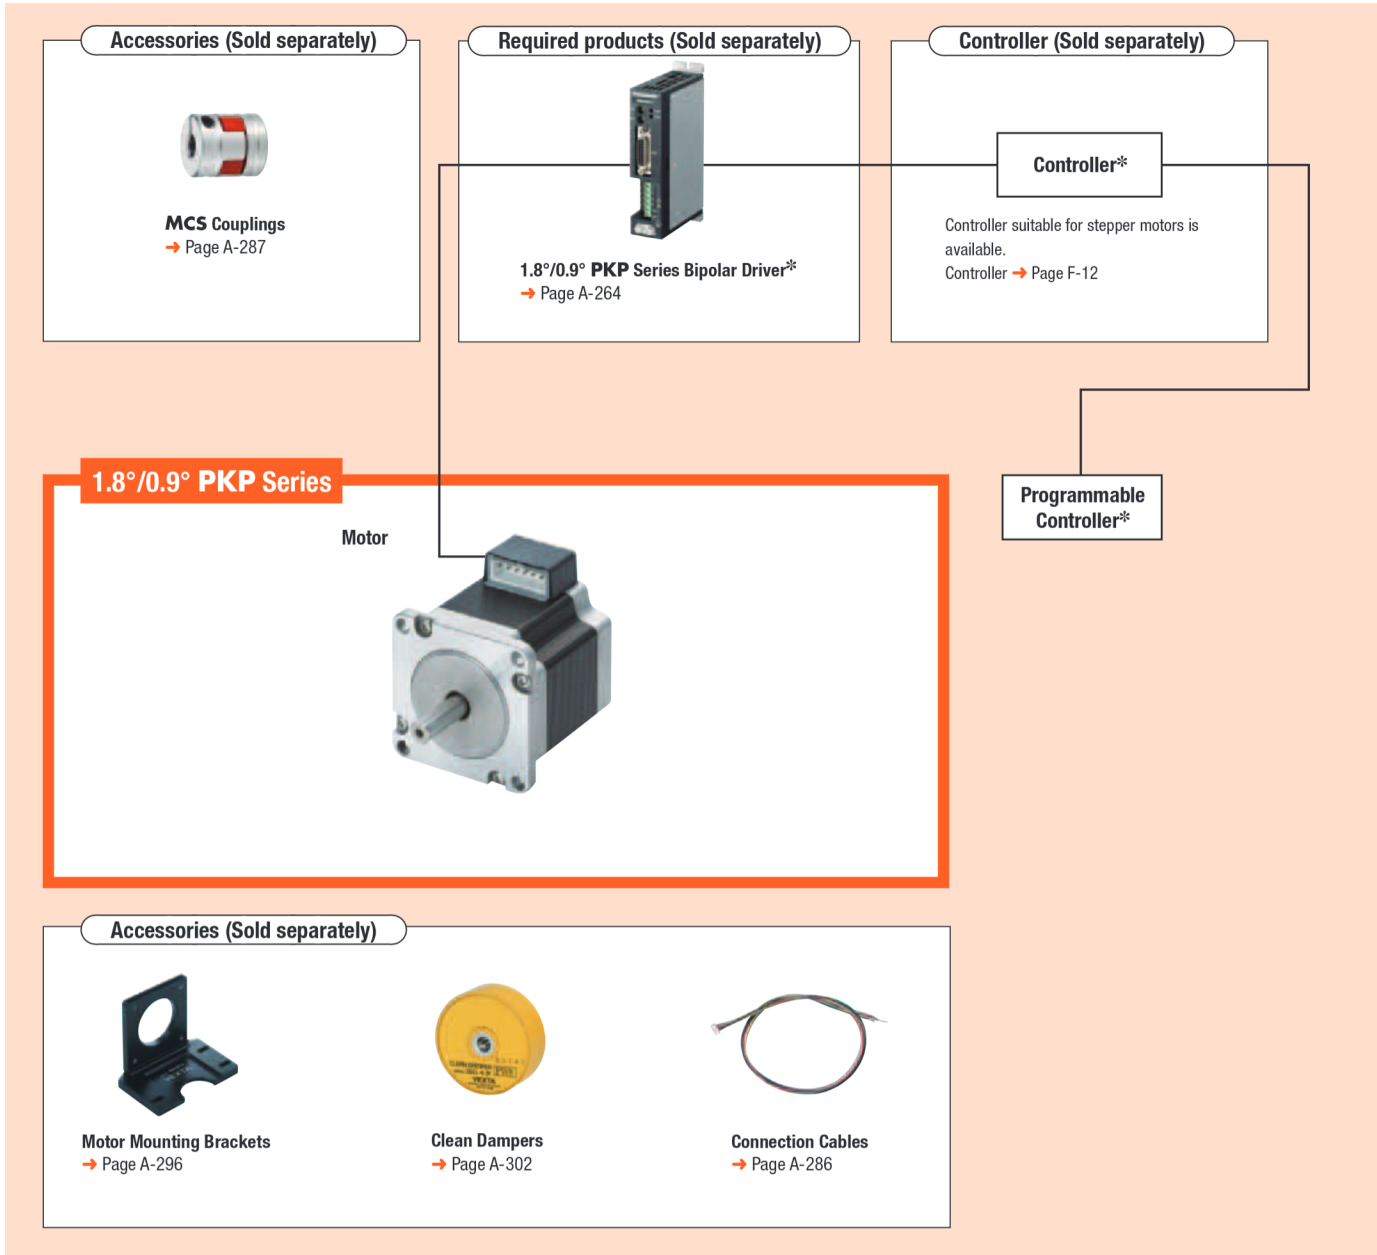 Accessories (Sold separately)
MCS Couplings
➜ Page A-287
Required products (Sold separately)
1.8°/0.9° PKP Series Bipolar Driver*
➜ Page A-264
Controller (Sold separately)
Controller*
Controller suitable for stepper motors is
available.
Controller ➜ Page F-12
Programmable
Controller*
1.8°/0.9° PKP Series
Motor
Accessories (Sold separately)
Motor Mounting Brackets
➜ Page A-296
CLEAN DAMPER
VEXTA
Clean Dampers
➜ Page A-302
Connection Cables
➜ Page A-286